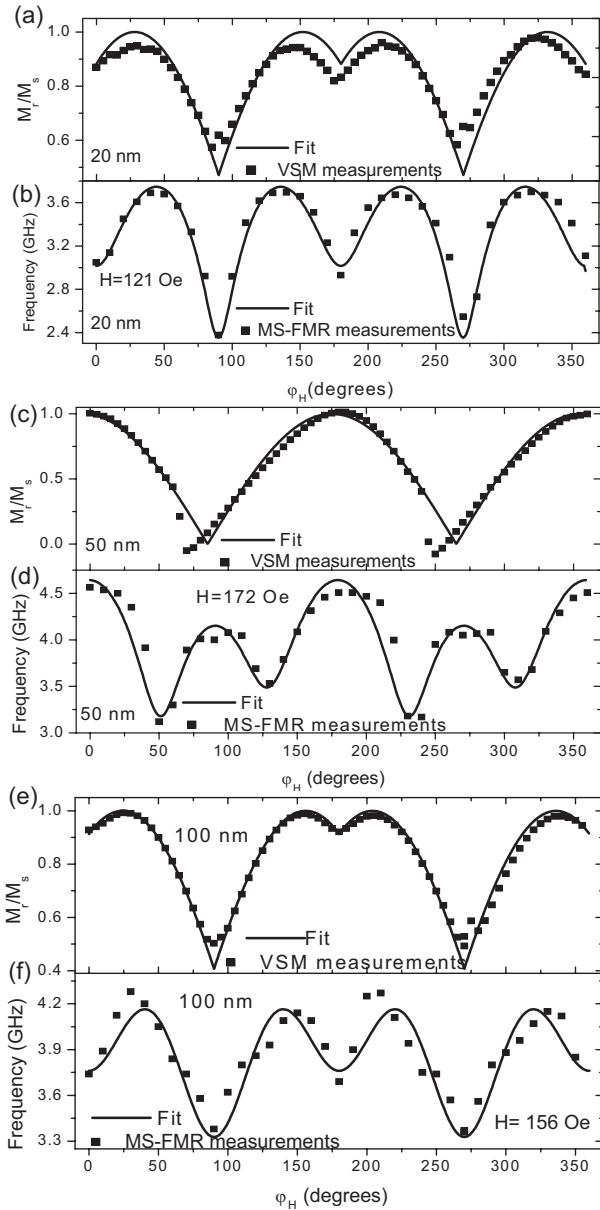 (a)
M_r/M_s
1.0
0.8
0.6
20 nm
Fit
VSM measurements
(b)
Frequency (GHz)
3.6
3.0
2.4
H=121 Oe
20 nm
Fit
MS-FMR measurements
0 50 100 150 200 250 300 350
φ_H (degrees)
(c)
M_r/M_s
1.0
0.5
0.0
50 nm
Fit
VSM measurements
(d)
Frequency (GHz)
4.5
4.0
3.5
3.0
H=172 Oe
50 nm
Fit
MS-FMR measurements
0 50 100 150 200 250 300 350
φ_H (degrees)
(e)
M_r/M_s
1.0
0.8
0.6
0.4
100 nm
Fit
VSM measurements
(f)
Frequency (GHz)
4.2
3.9
3.6
3.3
100 nm
Fit
MS-FMR measurements
H= 156 Oe
0 50 100 150 200 250 300 350
φ_H (degrees)